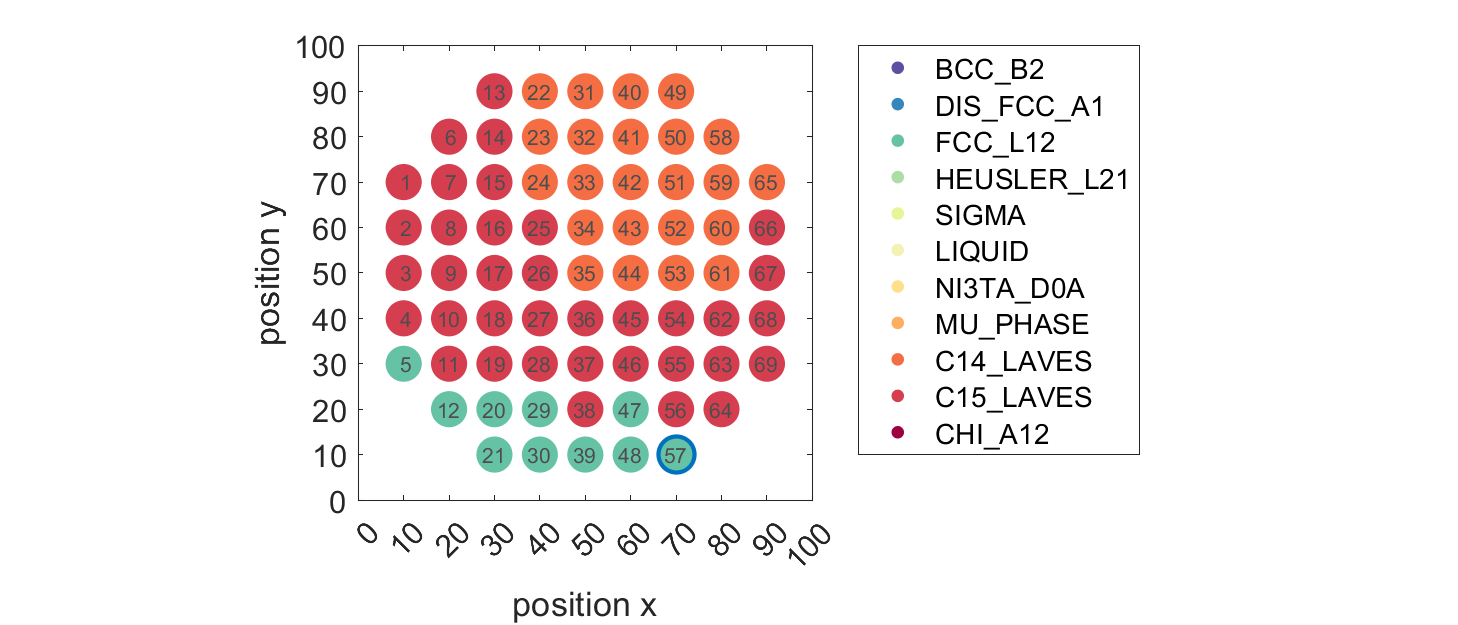 100
90 13 22 31 40 49
80 6 14 23 32 41 50 58
70 1 7 15 24 33 42 51 59 65
60 2 8 16 25 34 43 52 60 66
50 3 9 17 26 35 44 53 61 67
40 4 10 18 27 36 45 54 62 68
30 5 11 19 28 37 46 55 63 69
20 12 20 29 38 47 56 64
10 21 30 39 48 57
0
0 10 20 30 40 50 60 70 80 90 100
position x
position y
BCC_B2
DIS_FCC_A1
FCC_L12
HEUSLER_L21
SIGMA
LIQUID
NI3TA_D0A
MU_PHASE
C14_LAVES
C15_LAVES
CHI_A12